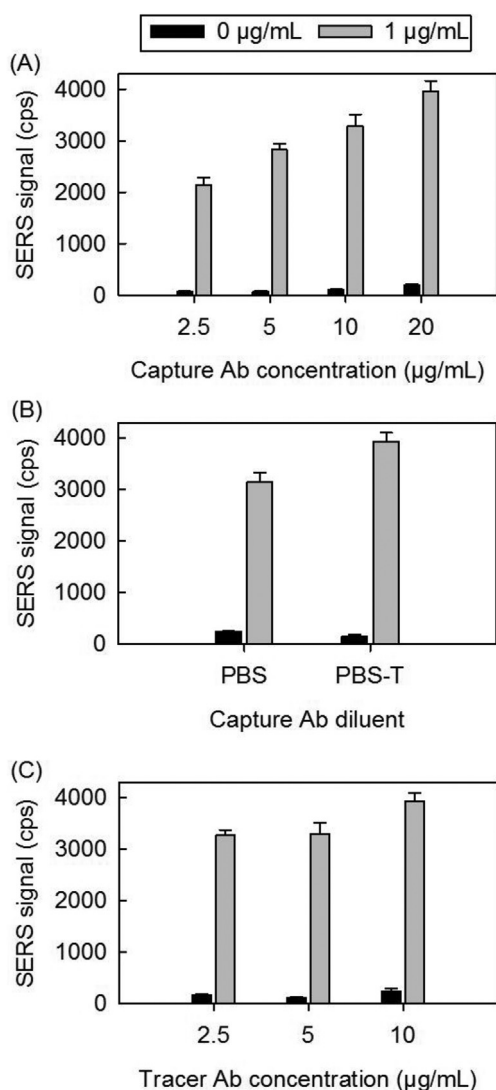 0 µg/mL 1 µg/mL
(A)
SERS signal (cps)
4000
3000
2000
1000
0
2.5 5 10 20
Capture Ab concentration (µg/mL)
(B)
SERS signal (cps)
4000
3000
2000
1000
0
PBS PBS-T
Capture Ab diluent
(C)
SERS signal (cps)
4000
3000
2000
1000
0
2.5 5 10
Tracer Ab concentration (µg/mL)